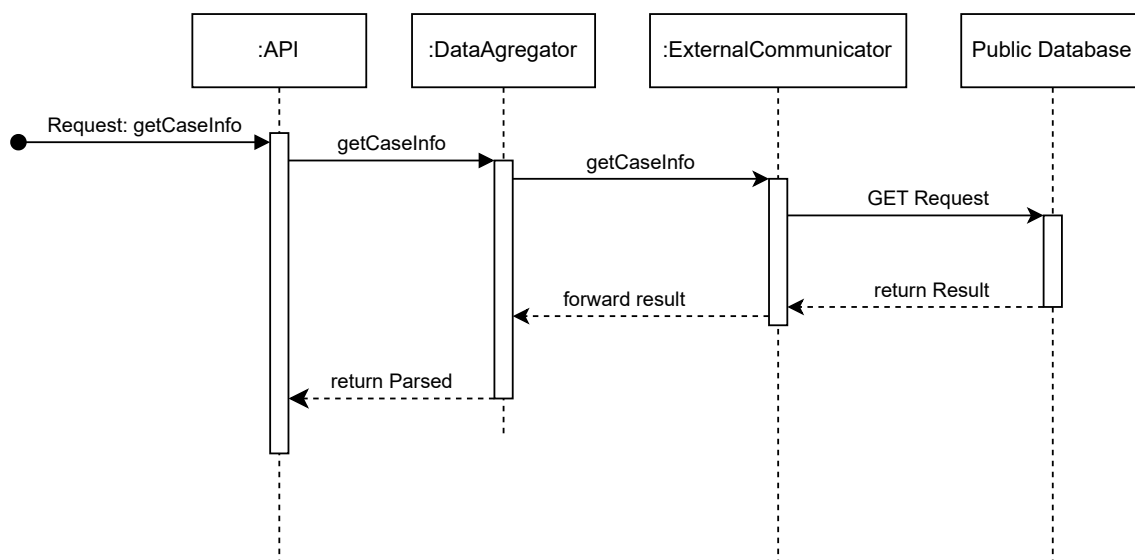 :API
:DataAgregator
:ExternalCommunicator
Public Database
Request: getCaseInfo
getCaseInfo
getCaseInfo
GET Request
return Result
forward result
return Parsed